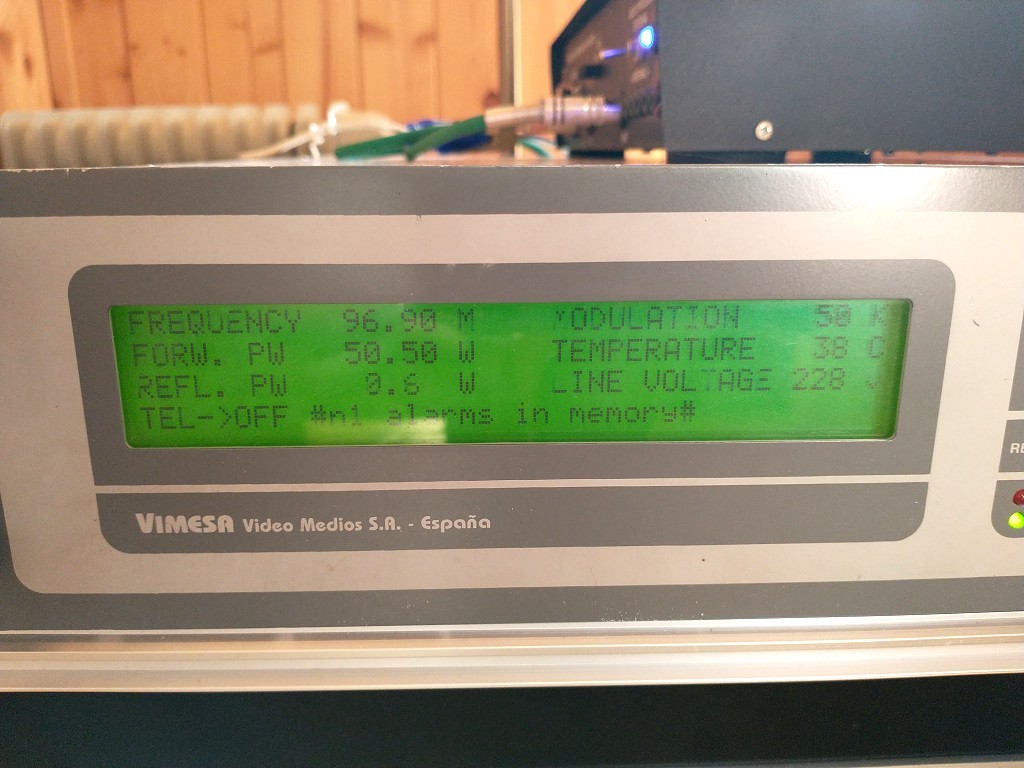 FREQUENCY 96.90 M MODULATION 50 K
FORW. PW 50.50 W TEMPERATURE 38 C
REFL. PW 0.6 W LINE VOLTAGE 228 V
TEL->OFF #n1 alarms in memory#
VIMESA Video Medios S.A. - España